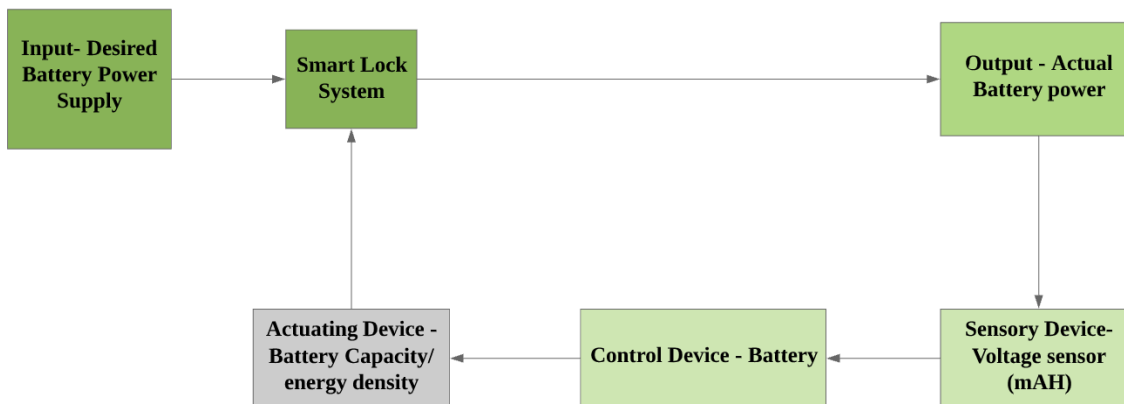 Input- Desired
Battery Power
Supply
Smart Lock
System
Output - Actual
Battery power
Actuating Device -
Battery Capacity/
energy density
Control Device - Battery
Sensory Device-
Voltage sensor
(mAH)